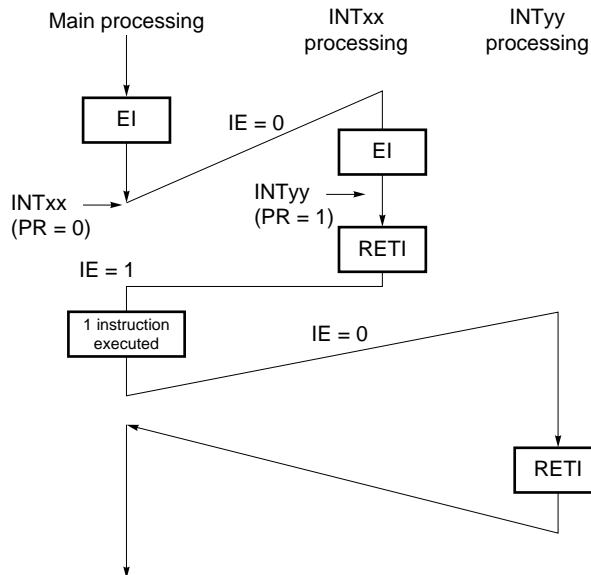 Main processing
INTxx
processing
INTyy
processing
EI
IE = 0
EI
INTxx
(PR = 0)
INTyy
(PR = 1)
RETI
IE = 1
1 instruction
executed
IE = 0
RETI